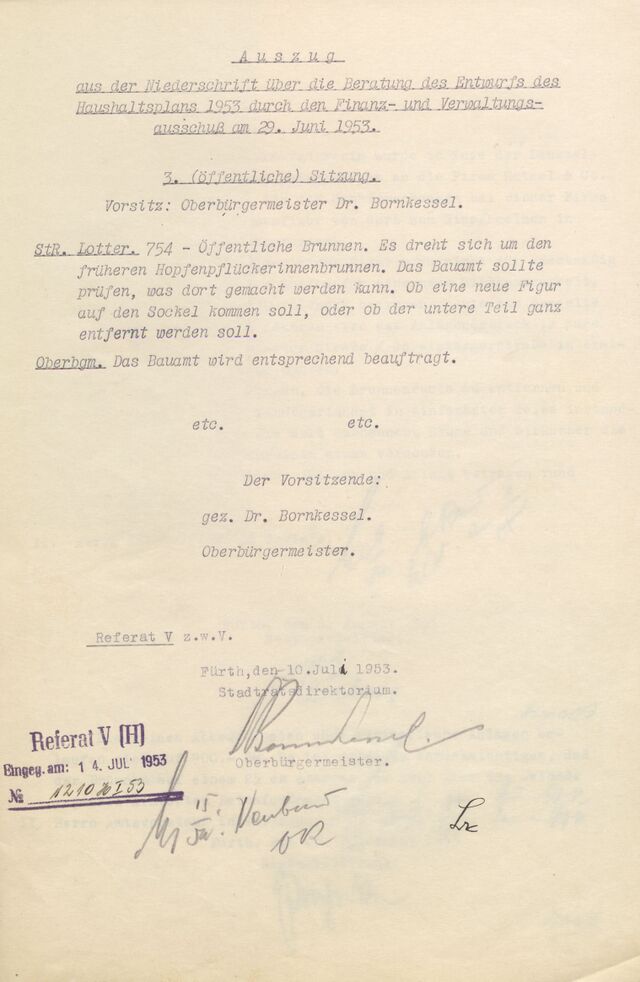 Auszug
aus der Niederschrift über die Beratung des Entwurfs des
Haushaltsplans 1953 durch den Finanz- und Verwaltungs-
ausschuß am 29. Juni 1953.
3. (öffentliche) Sitzung.
Vorsitz: Oberbürgermeister Dr. Bornkessel.
StR. Lotter. 754 - Öffentliche Brunnen. Es dreht sich um den
früheren Hopfenpflückerinnenbrunnen. Das Bauamt sollte
prüfen, was dort gemacht werden kann. Ob eine neue Figur
auf den Sockel kommen soll, oder ob der untere Teil ganz
entfernt werden soll.
Oberbgm. Das Bauamt wird entsprechend beauftragt.
etc. etc.
Der Vorsitzende:
gez. Dr. Bornkessel.
Oberbürgermeister.
Referat V z.w.V.
Fürth,den 10.Juli 1953.
Stadtratsdirektorium.
Bornkessel
Oberbürgermeister.
Referat V (H)
Eingeg. am: 14. JUL 1953
№